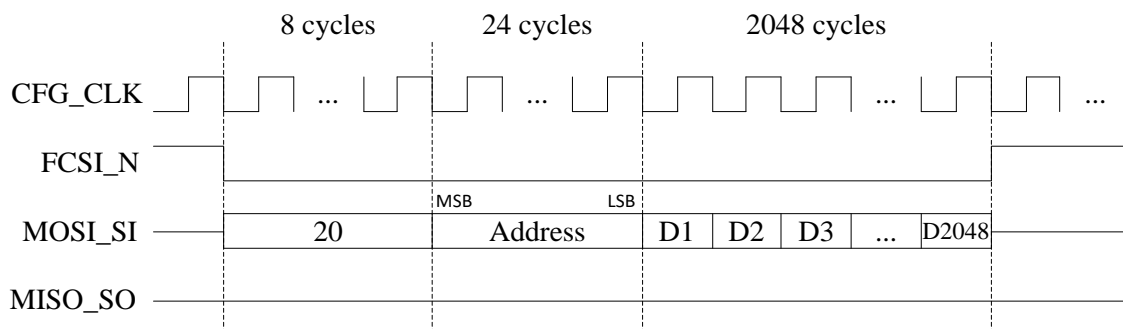 8 cycles 24 cycles 2048 cycles
CFG_CLK ... ... ... ...
FCSI_N
MSB LSB
MOSI_SI 20 Address D1 D2 D3 ... D2048
MISO_SO